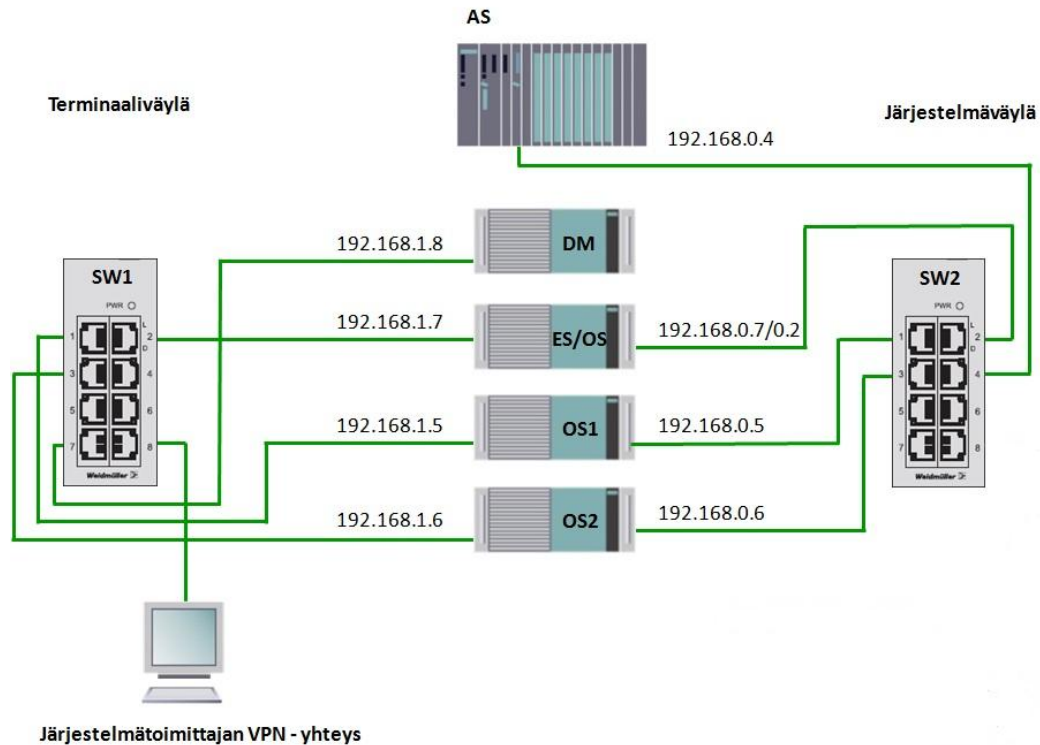 AS
Terminaaliväylä
Järjestelmäväylä
192.168.0.4
192.168.1.8
DM
SW1
PWR
1
L
2
D
3
4
5
6
7
8
Weidmüller
192.168.1.7
ES/OS
192.168.0.7/0.2
SW2
PWR
1
L
2
D
3
4
5
6
7
8
Weidmüller
192.168.1.5
OS1
192.168.0.5
192.168.1.6
OS2
192.168.0.6
Järjestelmätoimittajan VPN - yhteys